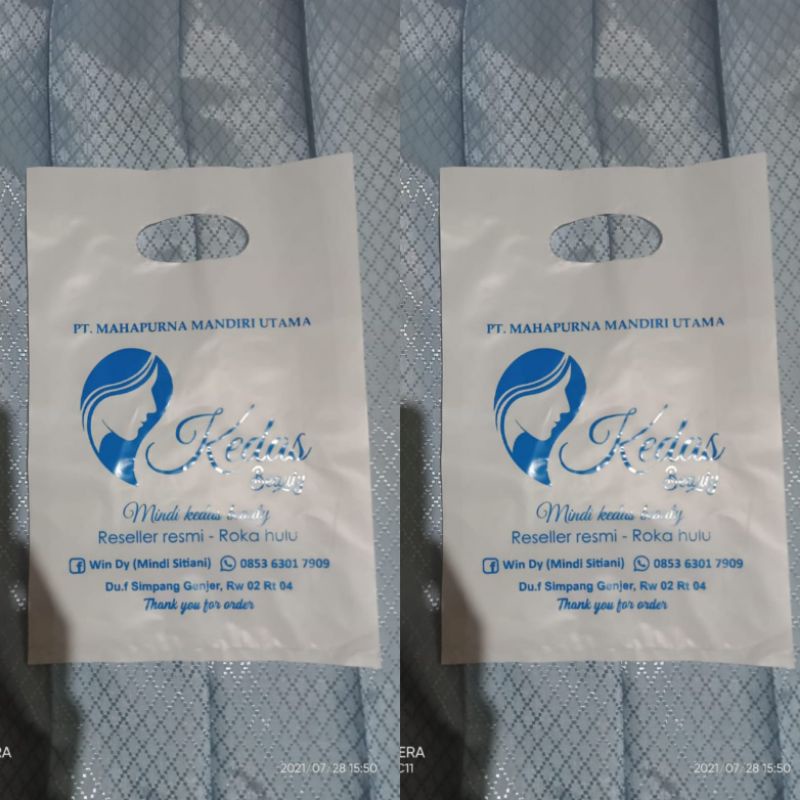 PT. MAHAPURNA MANDIRI UTAMA
Kedas
Beauty
Mindi kedas beauty
Reseller resmi - Roka hulu
Win Dy (Mindi Sitiani) 0853 6301 7909
Du.f Simpang Genjer, Rw 02 Rt 04
Thank you for order
RA
2021/07/28 15:50
PT. MAHAPURNA MANDIRI UTAMA
Kedas
Beauty
Mindi kedas beauty
Reseller resmi - Roka hulu
Win Dy (Mindi Sitiani) 0853 6301 7909
Du.f Simpang Genjer, Rw 02 Rt 04
Thank you for order
ERA
C11
2021/07/28 15:50